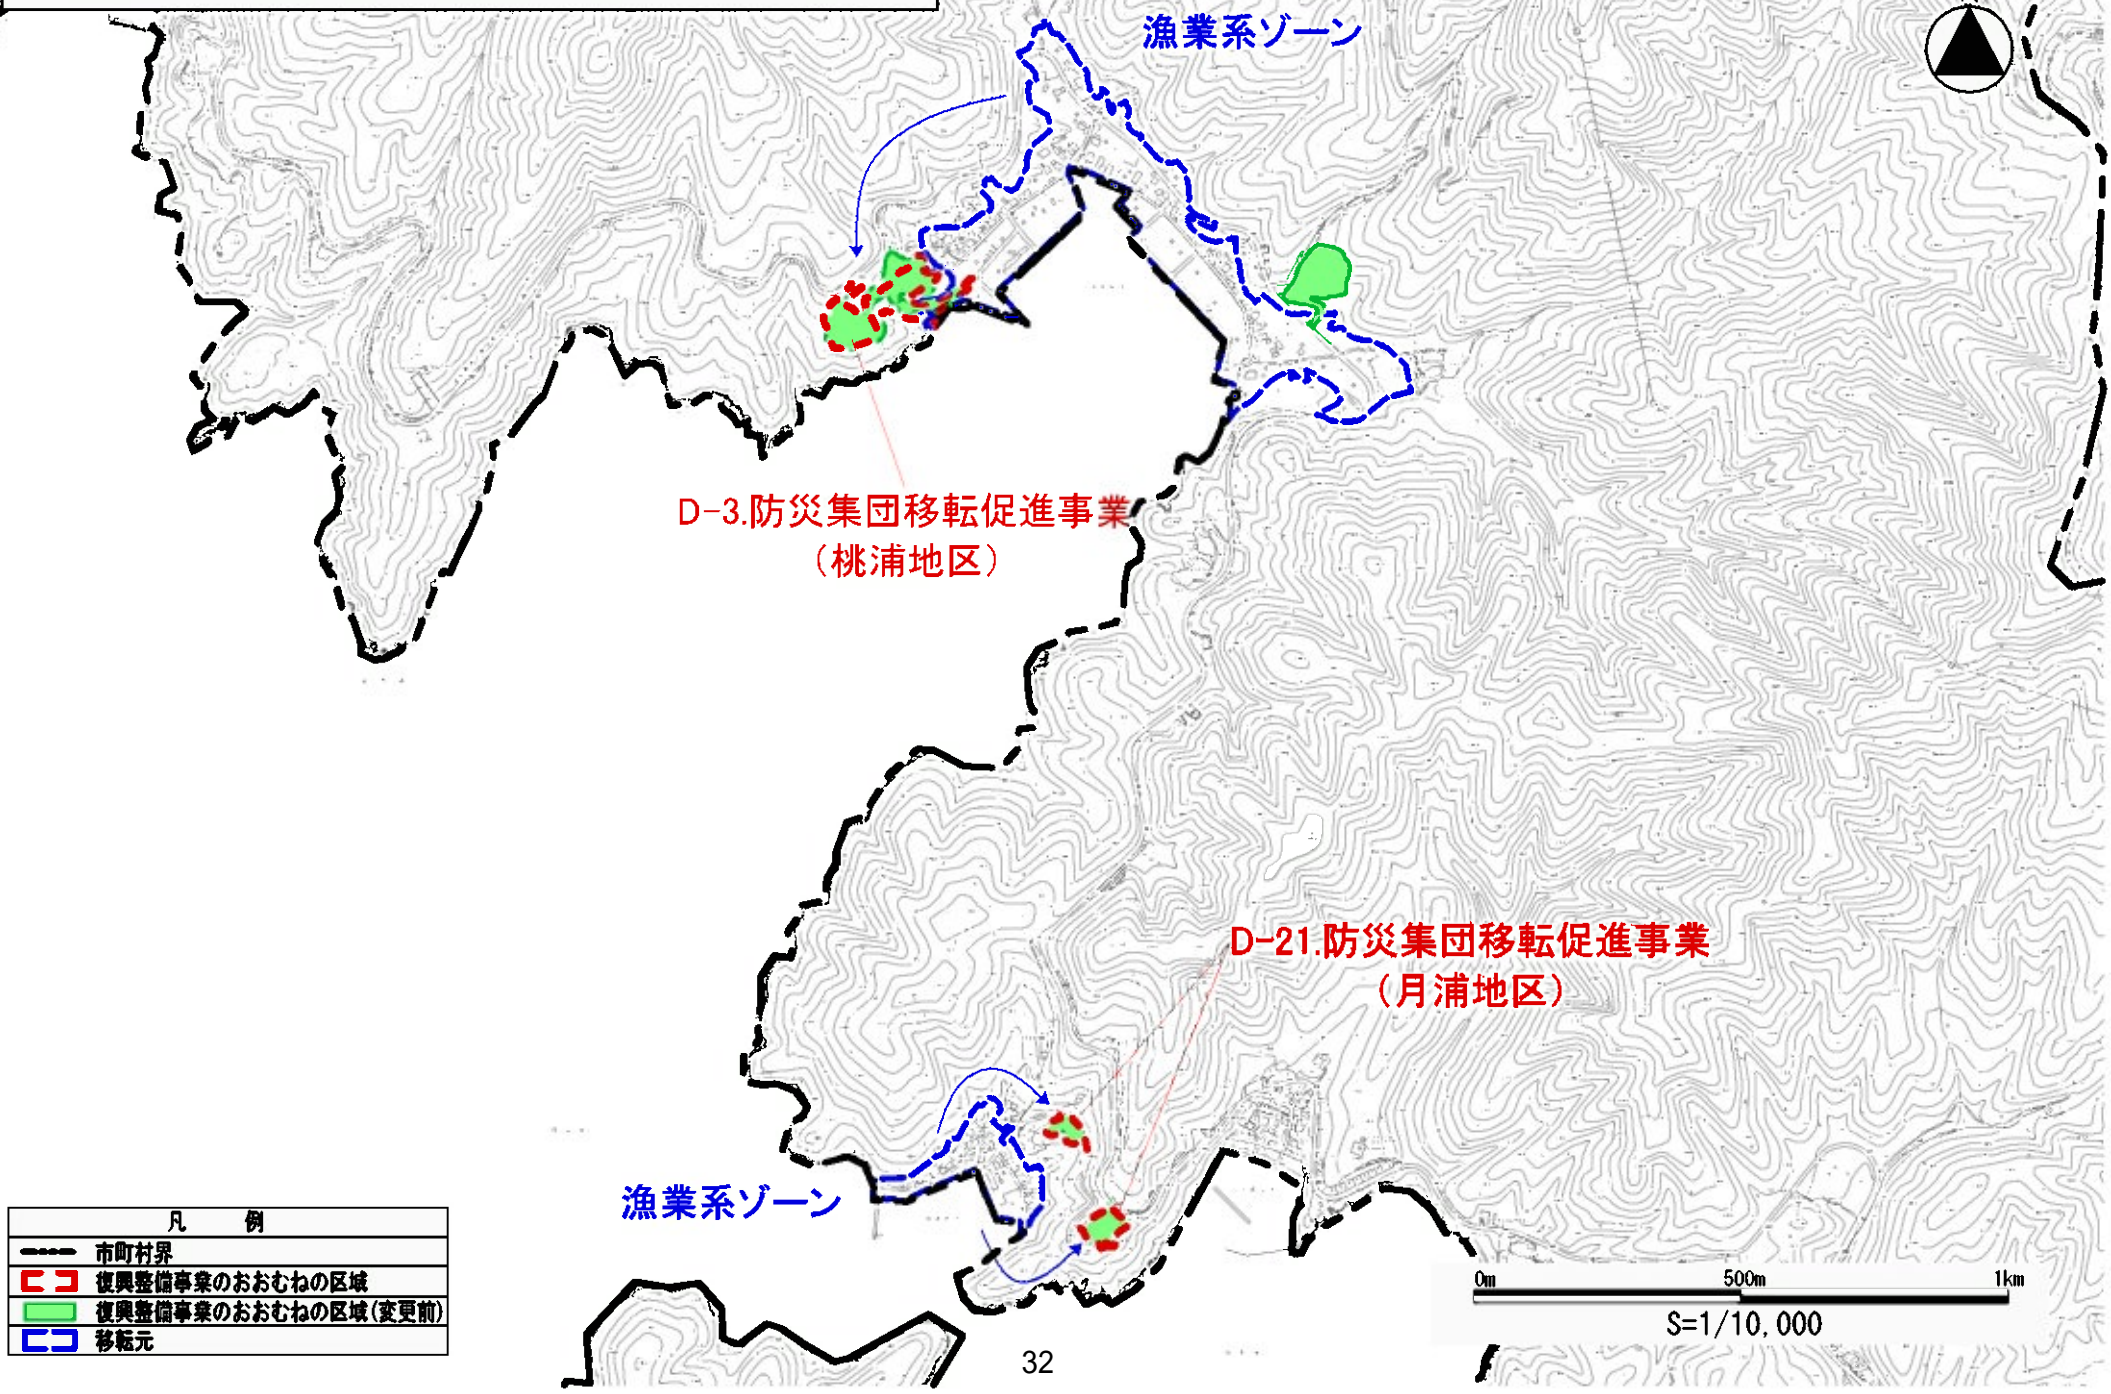 漁業系ゾーン
D-3.防災集団移転促進事業
（桃浦地区）
D-21.防災集団移転促進事業
（月浦地区）
漁業系ゾーン
凡 例
市町村界
復興整備事業のおおむねの区域
復興整備事業のおおむねの区域(変更前)
移転元
0m 500m 1km
S=1/10,000
32